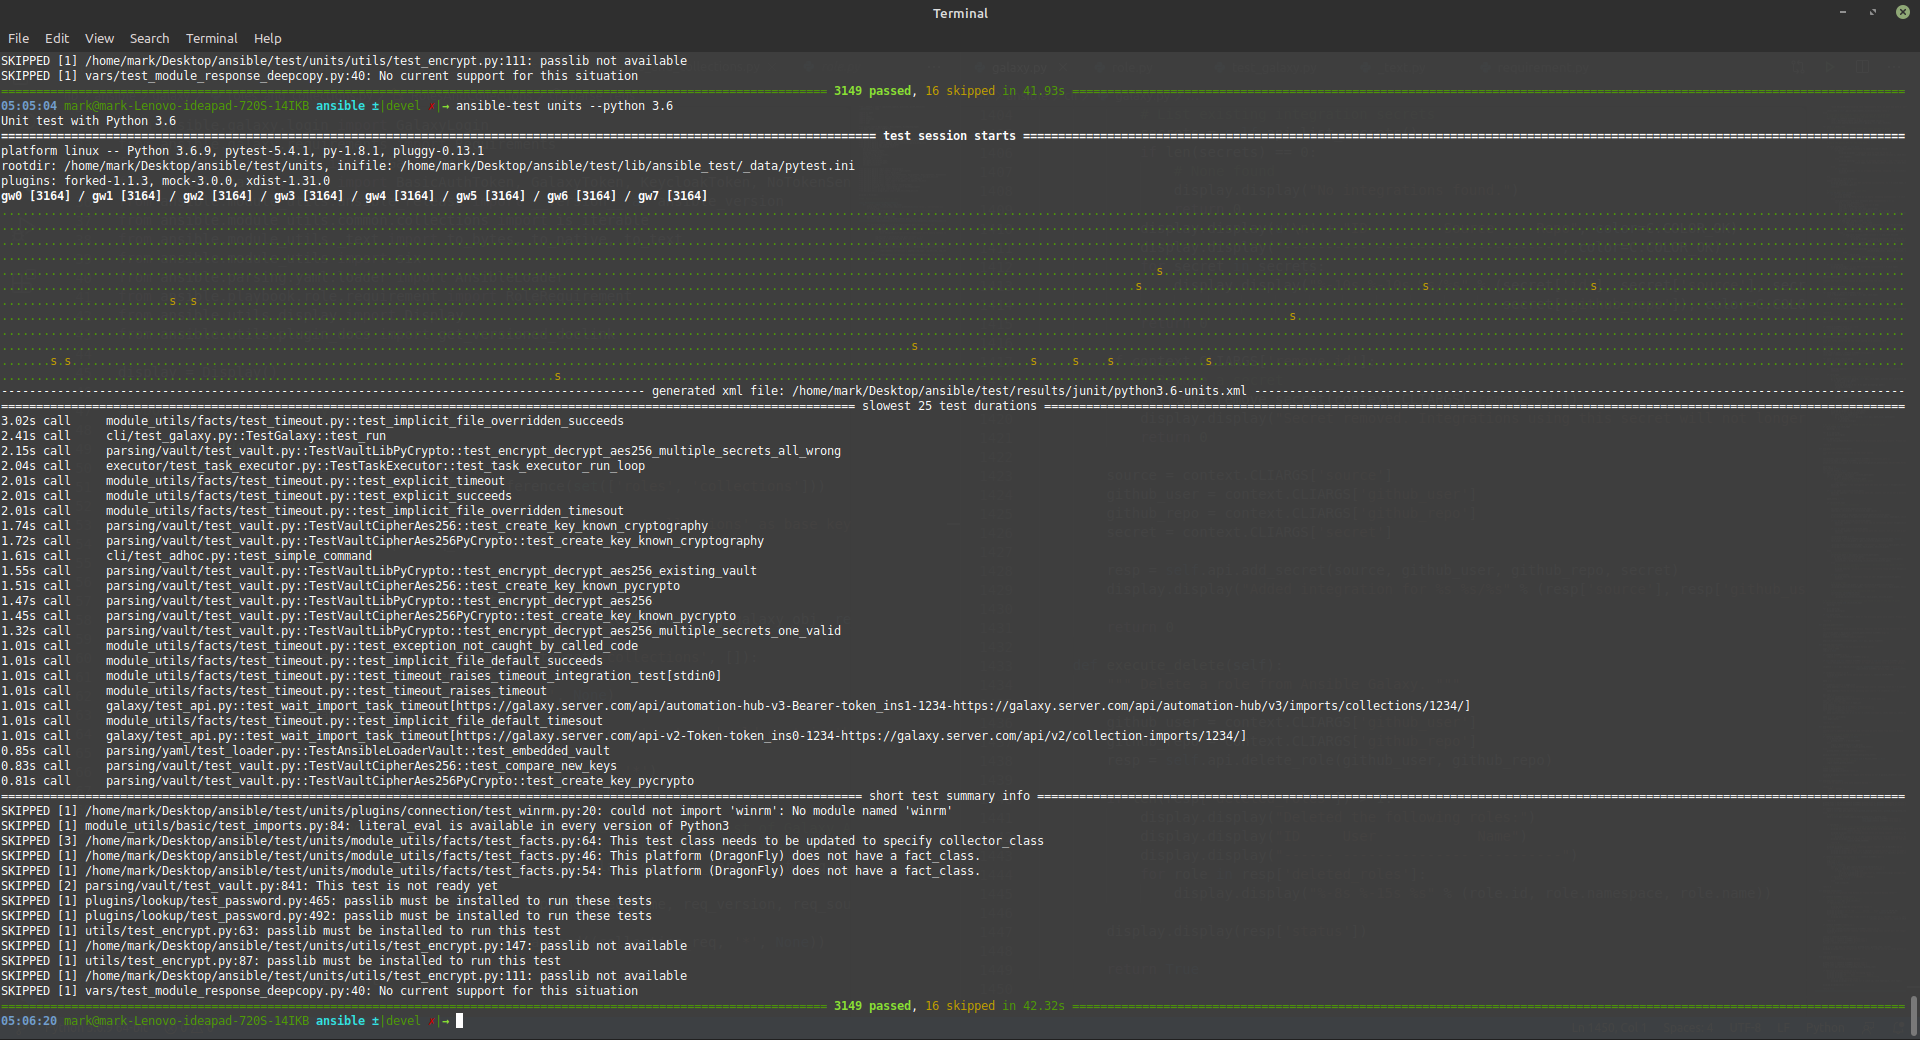 Terminal
File Edit View Search Terminal Help
SKIPPED [1] /home/mark/Desktop/ansible/test/units/utils/test_encrypt.py:111: passlib not available
SKIPPED [1] vars/test_module_response_deepcopy.py:40: No current support for this situation
3149 passed, 16 skipped in 41.93s
05:05:04 mark@mark-Lenovo-ideapad-720S-14IKB ansible ±|devel ✗|→ ansible-test units --python 3.6
Unit test with Python 3.6
test session starts
platform linux -- Python 3.6.9, pytest-5.4.1, py-1.8.1, pluggy-0.13.1
rootdir: /home/mark/Desktop/ansible/test/units, inifile: /home/mark/Desktop/ansible/test/lib/ansible_test/_data/pytest.ini
plugins: forked-1.1.3, mock-3.0.0, xdist-1.31.0
gw0 [3164] / gw1 [3164] / gw2 [3164] / gw3 [3164] / gw4 [3164] / gw5 [3164] / gw6 [3164] / gw7 [3164]
s
s s s
s s
s
s
s s s s s s
s
generated xml file: /home/mark/Desktop/ansible/test/results/junit/python3.6-units.xml
slowest 25 test durations
3.02s call module_utils/facts/test_timeout.py::test_implicit_file_overridden_succeeds
2.41s call cli/test_galaxy.py::TestGalaxy::test_run
2.15s call parsing/vault/test_vault.py::TestVaultLibPyCrypto::test_encrypt_decrypt_aes256_multiple_secrets_all_wrong
2.04s call executor/test_task_executor.py::TestTaskExecutor::test_task_executor_run_loop
2.01s call module_utils/facts/test_timeout.py::test_explicit_timeout
2.01s call module_utils/facts/test_timeout.py::test_explicit_succeeds
2.01s call module_utils/facts/test_timeout.py::test_implicit_file_overridden_timesout
1.74s call parsing/vault/test_vault.py::TestVaultCipherAes256::test_create_key_known_cryptography
1.72s call parsing/vault/test_vault.py::TestVaultCipherAes256PyCrypto::test_create_key_known_cryptography
1.61s call cli/test_adhoc.py::test_simple_command
1.55s call parsing/vault/test_vault.py::TestVaultLibPyCrypto::test_encrypt_decrypt_aes256_existing_vault
1.51s call parsing/vault/test_vault.py::TestVaultCipherAes256::test_create_key_known_pycrypto
1.47s call parsing/vault/test_vault.py::TestVaultLibPyCrypto::test_encrypt_decrypt_aes256
1.45s call parsing/vault/test_vault.py::TestVaultCipherAes256PyCrypto::test_create_key_known_pycrypto
1.32s call parsing/vault/test_vault.py::TestVaultLibPyCrypto::test_encrypt_decrypt_aes256_multiple_secrets_one_valid
1.01s call module_utils/facts/test_timeout.py::test_exception_not_caught_by_called_code
1.01s call module_utils/facts/test_timeout.py::test_implicit_file_default_succeeds
1.01s call module_utils/facts/test_timeout.py::test_timeout_raises_timeout_integration_test[stdin0]
1.01s call module_utils/facts/test_timeout.py::test_timeout_raises_timeout
1.01s call galaxy/test_api.py::test_wait_import_task_timeout[https://galaxy.server.com/api/automation-hub-v3-Bearer-token_ins1-1234-https://galaxy.server.com/api/automation-hub/v3/imports/collections/1234/]
1.01s call module_utils/facts/test_timeout.py::test_implicit_file_default_timesout
1.01s call galaxy/test_api.py::test_wait_import_task_timeout[https://galaxy.server.com/api-v2-Token-token_ins0-1234-https://galaxy.server.com/api/v2/collection-imports/1234/]
0.85s call parsing/yaml/test_loader.py::TestAnsibleLoaderVault::test_embedded_vault
0.83s call parsing/vault/test_vault.py::TestVaultCipherAes256::test_compare_new_keys
0.81s call parsing/vault/test_vault.py::TestVaultCipherAes256PyCrypto::test_create_key_pycrypto
short test summary info
SKIPPED [1] /home/mark/Desktop/ansible/test/units/plugins/connection/test_winrm.py:20: could not import 'winrm': No module named 'winrm'
SKIPPED [1] module_utils/basic/test_imports.py:84: literal_eval is available in every version of Python3
SKIPPED [3] /home/mark/Desktop/ansible/test/units/module_utils/facts/test_facts.py:64: This test class needs to be updated to specify collector_class
SKIPPED [1] /home/mark/Desktop/ansible/test/units/module_utils/facts/test_facts.py:46: This platform (DragonFly) does not have a fact_class.
SKIPPED [1] /home/mark/Desktop/ansible/test/units/module_utils/facts/test_facts.py:54: This platform (DragonFly) does not have a fact_class.
SKIPPED [2] parsing/vault/test_vault.py:841: This test is not ready yet
SKIPPED [1] plugins/lookup/test_password.py:465: passlib must be installed to run these tests
SKIPPED [1] plugins/lookup/test_password.py:492: passlib must be installed to run these tests
SKIPPED [1] utils/test_encrypt.py:63: passlib must be installed to run this test
SKIPPED [1] /home/mark/Desktop/ansible/test/units/utils/test_encrypt.py:147: passlib not available
SKIPPED [1] utils/test_encrypt.py:87: passlib must be installed to run this test
SKIPPED [1] /home/mark/Desktop/ansible/test/units/utils/test_encrypt.py:111: passlib not available
SKIPPED [1] vars/test_module_response_deepcopy.py:40: No current support for this situation
3149 passed, 16 skipped in 42.32s
05:06:20 mark@mark-Lenovo-ideapad-720S-14IKB ansible ±|devel ✗|→